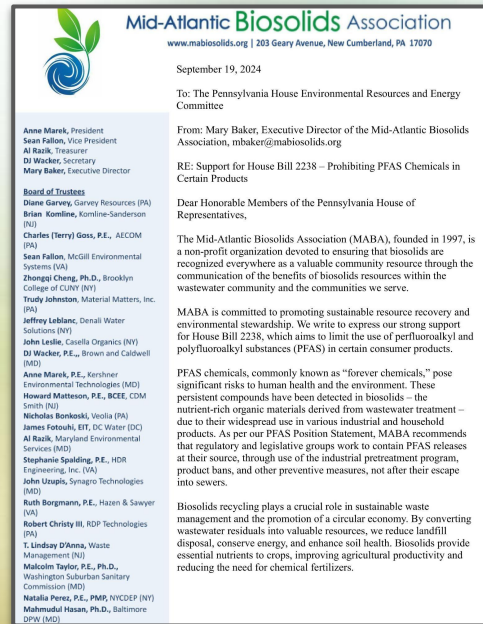 Mid-Atlantic Biosolids Association
www.mabiosolids.org | 203 Geary Avenue, New Cumberland, PA 17070
Anne Marek, President
Sean Fallon, Vice President
Al Razik, Treasurer
DJ Wacker, Secretary
Mary Baker, Executive Director
Board of Trustees
Diane Garvey, Garvey Resources (PA)
Brian Komline, Komline-Sanderson
(NJ)
Charles (Terry) Goss, P.E., AECOM
(PA)
Sean Fallon, McGill Environmental
Systems (VA)
Zhongqi Cheng, Ph.D., Brooklyn
College of CUNY (NY)
Trudy Johnston, Material Matters, Inc.
(PA)
Jeffrey Leblanc, Denali Water
Solutions (NY)
John Leslie, Casella Organics (NY)
DJ Wacker, P.E.,, Brown and Caldwell
(MD)
Anne Marek, P.E., Kershner
Environmental Technologies (MD)
Howard Matteson, P.E., BCEE, CDM
Smith (NJ)
Nicholas Bonkoski, Veolia (PA)
James Fotouhi, EIT, DC Water (DC)
Al Razik, Maryland Environmental
Services (MD)
Stephanie Spalding, P.E., HDR
Engineering, Inc. (VA)
John Uzupis, Synagro Technologies
(MD)
Ruth Borgmann, P.E., Hazen & Sawyer
(VA)
Robert Christy III, RDP Technologies
(PA)
T. Lindsay D'Anna, Waste
Management (NJ)
Malcolm Taylor, P.E., Ph.D.,
Washington Suburban Sanitary
Commission (MD)
Natalia Perez, P.E., PMP, NYCDEP (NY)
Mahmudul Hasan, Ph.D., Baltimore
DPW (MD)
September 19, 2024
To: The Pennsylvania House Environmental Resources and Energy
Committee
From: Mary Baker, Executive Director of the Mid-Atlantic Biosolids
Association, mbaker@mabiosolids.org
RE: Support for House Bill 2238 – Prohibiting PFAS Chemicals in
Certain Products
Dear Honorable Members of the Pennsylvania House of
Representatives,
The Mid-Atlantic Biosolids Association (MABA), founded in 1997, is
a non-profit organization devoted to ensuring that biosolids are
recognized everywhere as a valuable community resource through the
communication of the benefits of biosolids resources within the
wastewater community and the communities we serve.
MABA is committed to promoting sustainable resource recovery and
environmental stewardship. We write to express our strong support
for House Bill 2238, which aims to limit the use of perfluoroalkyl and
polyfluoroalkyl substances (PFAS) in certain consumer products.
PFAS chemicals, commonly known as “forever chemicals,” pose
significant risks to human health and the environment. These
persistent compounds have been detected in biosolids – the
nutrient-rich organic materials derived from wastewater treatment –
due to their widespread use in various industrial and household
products. As per our PFAS Position Statement, MABA recommends
that regulatory and legislative groups work to contain PFAS releases
at their source, through use of the industrial pretreatment program,
product bans, and other preventive measures, not after their escape
into sewers.
Biosolids recycling plays a crucial role in sustainable waste
management and the promotion of a circular economy. By converting
wastewater residuals into valuable resources, we reduce landfill
disposal, conserve energy, and enhance soil health. Biosolids provide
essential nutrients to crops, improving agricultural productivity and
reducing the need for chemical fertilizers.